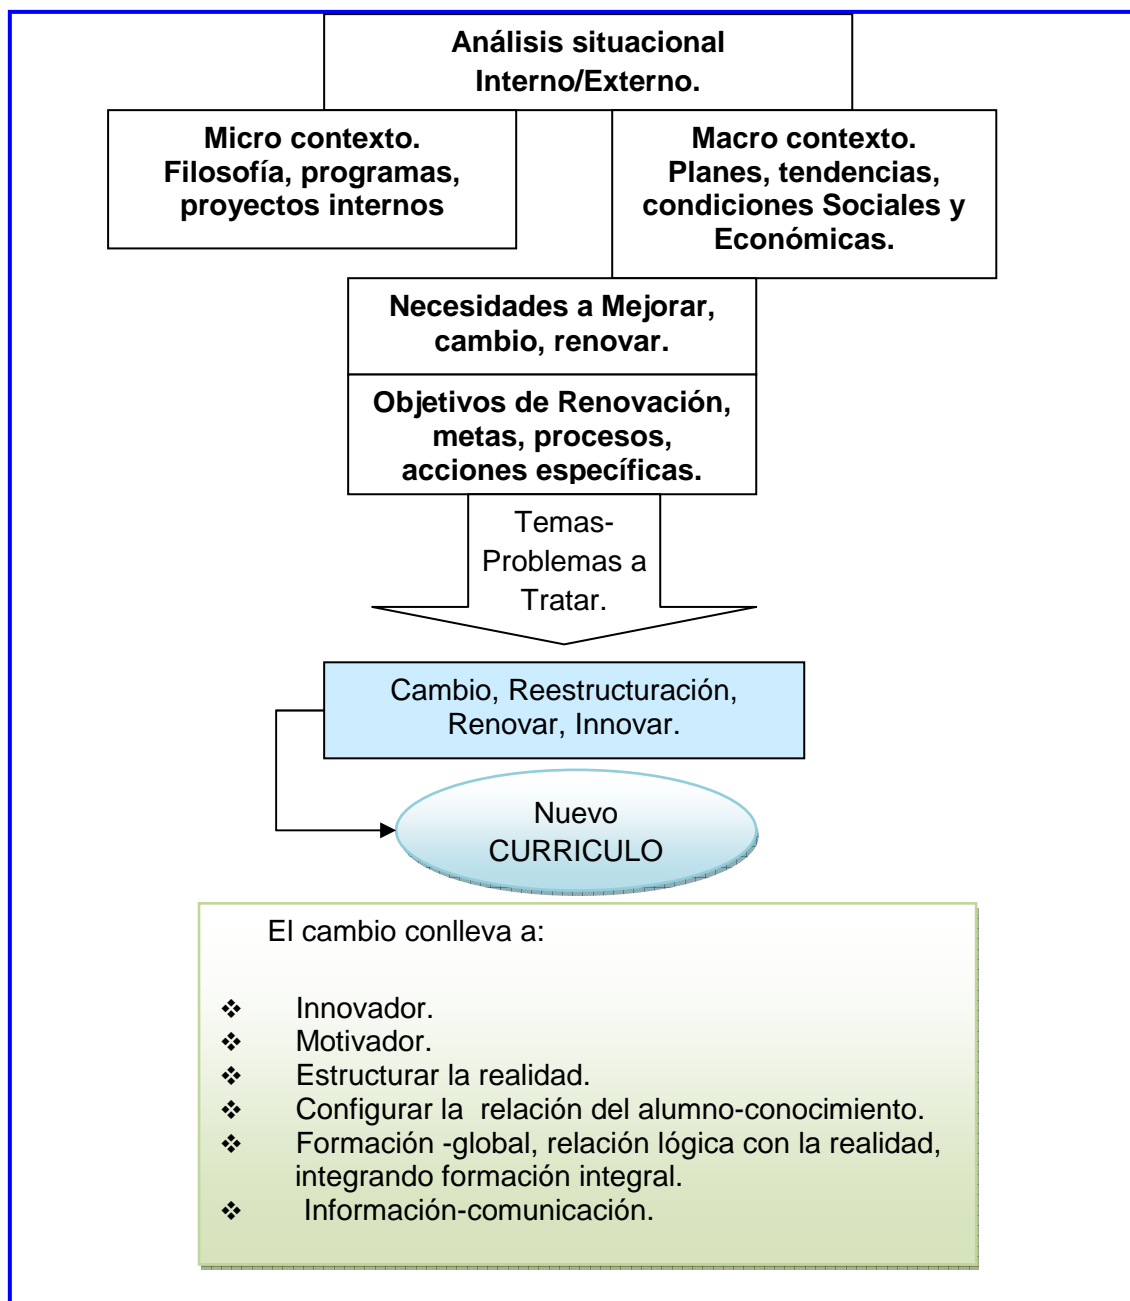 Análisis situacional
Interno/Externo.
Micro contexto.
Filosofía, programas,
proyectos internos
Macro contexto.
Planes, tendencias,
condiciones Sociales y
Económicas.
Necesidades a Mejorar,
cambio, renovar.
Objetivos de Renovación,
metas, procesos,
acciones específicas.
Temas-
Problemas a
Tratar.
Cambio, Reestructuración,
Renovar, Innovar.
Nuevo
CURRICULO
El cambio conlleva a:
❖ Innovador.
❖ Motivador.
❖ Estructurar la realidad.
❖ Configurar la relación del alumno-conocimiento.
❖ Formación -global, relación lógica con la realidad,
integrando formación integral.
❖ Información-comunicación.